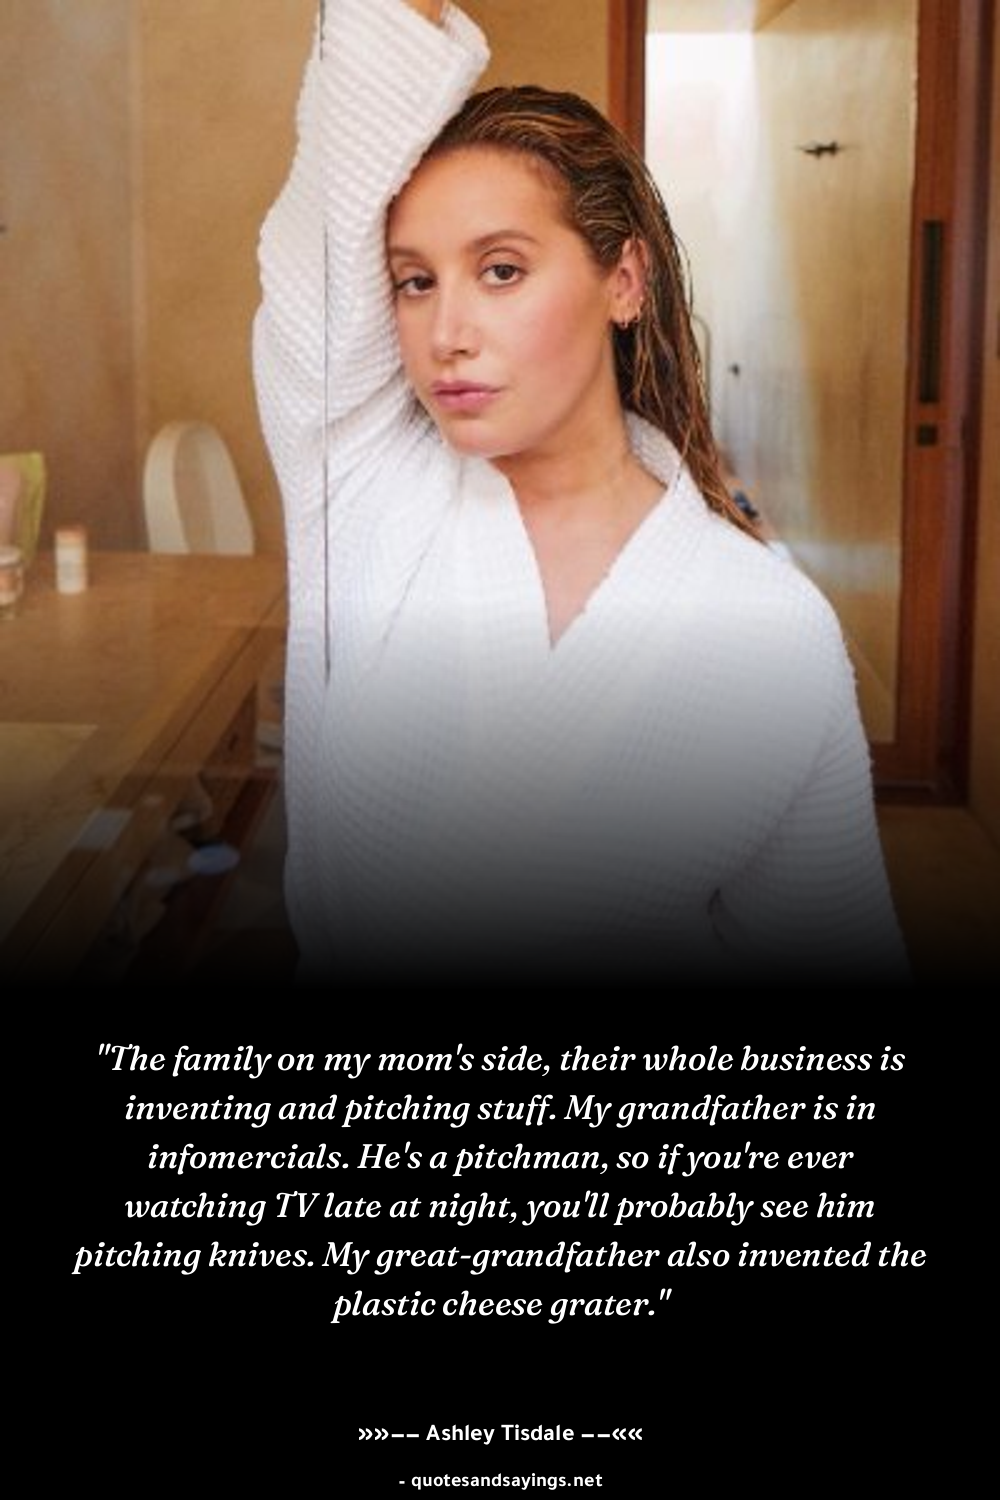 "The family on my mom's side, their whole business is
inventing and pitching stuff. My grandfather is in
infomercials. He's a pitchman, so if you're ever
watching TV late at night, you'll probably see him
pitching knives. My great-grandfather also invented the
plastic cheese grater."
»»–– Ashley Tisdale ––««
- quotesandsayings.net